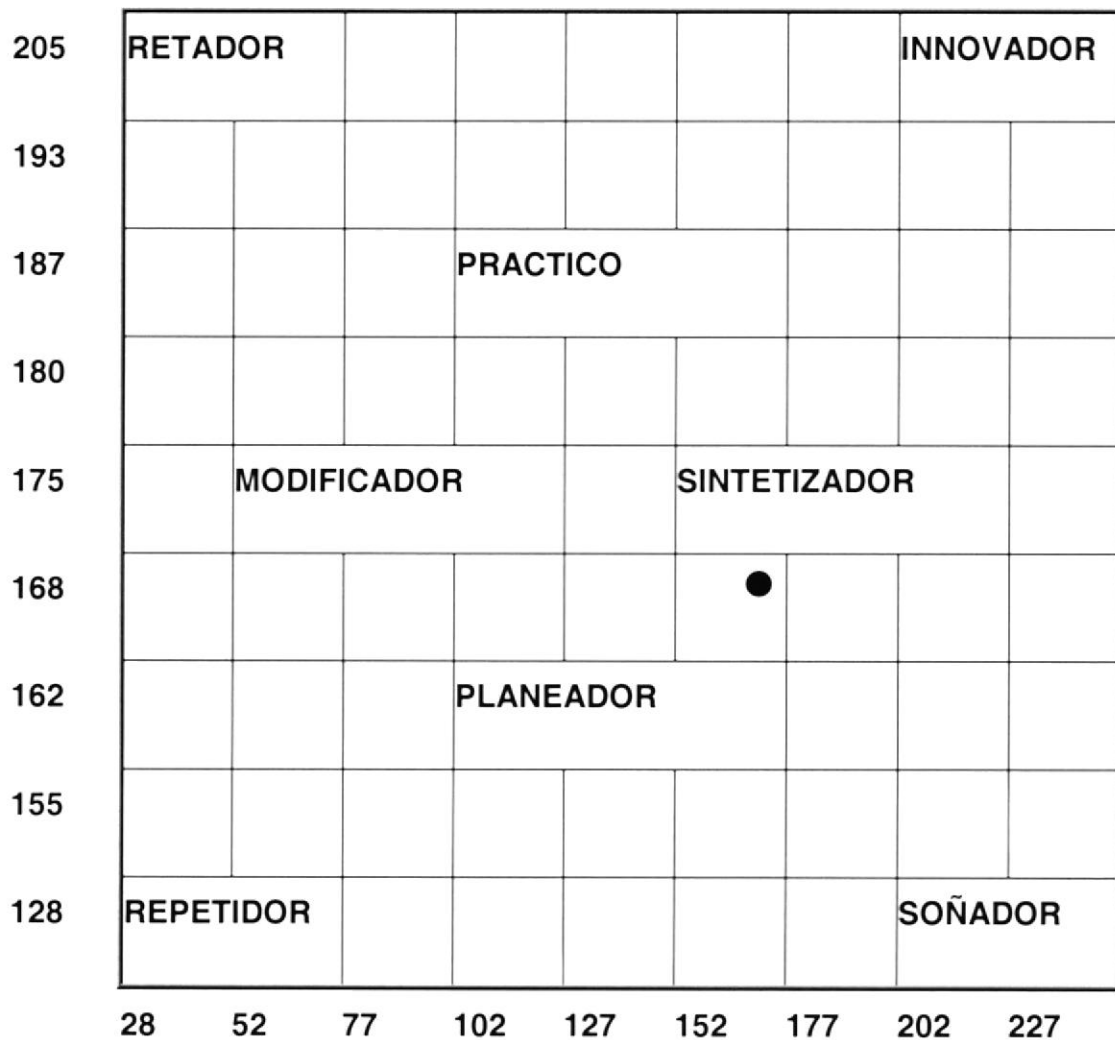 205 RETADOR INNOVADOR
193
187 PRACTICO
180
175 MODIFICADOR SINTETIZADOR
168
162 PLANEADOR
155
128 REPETIDOR SOÑADOR
28 52 77 102 127 152 177 202 227